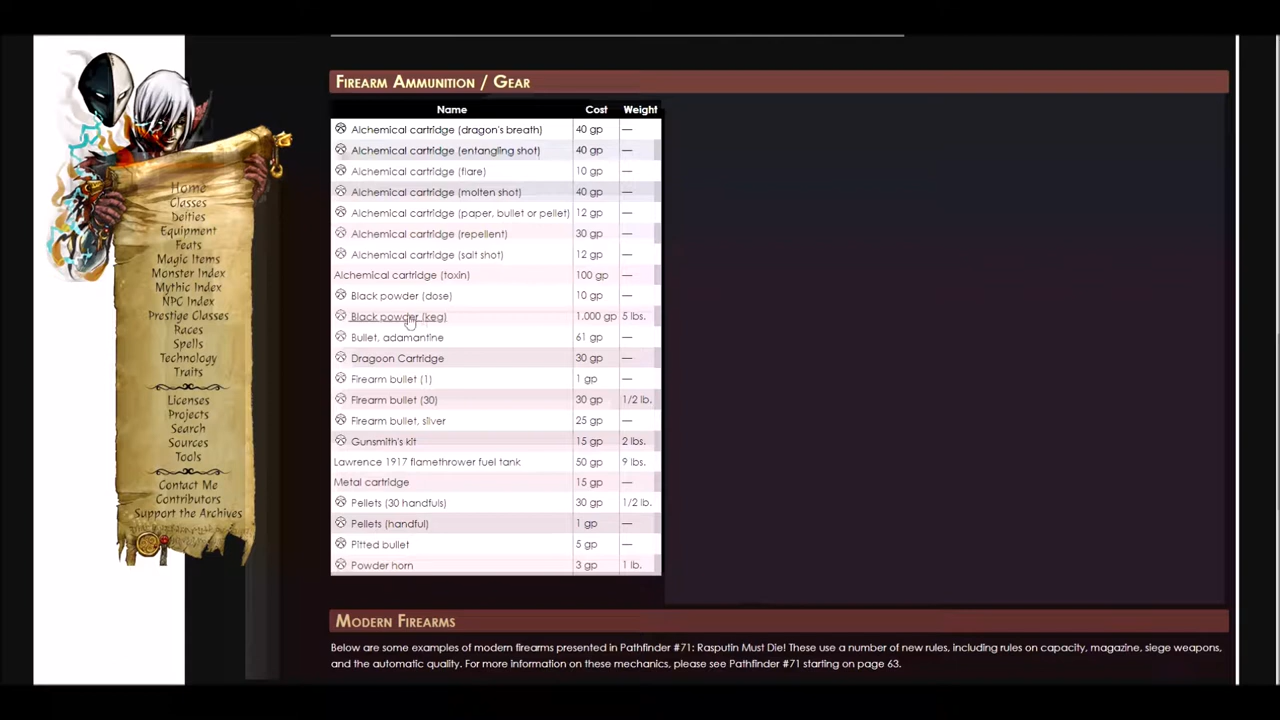 Home
Classes
Deities
Equipment
Feats
Magic Items
Monster Index
Mythic Index
NPC Index
Prestige Classes
Races
Spells
Technology
Traits
Licenses
Projects
Search
Sources
Tools
Contact Me
Contributors
Support the Archives
Firearm Ammunition / Gear
Name Cost Weight
Alchemical cartridge (dragon's breath) 40 gp —
Alchemical cartridge (entangling shot) 40 gp —
Alchemical cartridge (flare) 10 gp —
Alchemical cartridge (molten shot) 40 gp —
Alchemical cartridge (paper, bullet or pellet) 12 gp —
Alchemical cartridge (repellent) 30 gp —
Alchemical cartridge (salt shot) 12 gp —
Alchemical cartridge (toxin) 100 gp —
Black powder (dose) 10 gp —
Black powder (keg) 1,000 gp 5 lbs.
Bullet, adamantine 61 gp —
Dragoon Cartridge 30 gp —
Firearm bullet (1) 1 gp —
Firearm bullet (30) 30 gp 1/2 lb.
Firearm bullet, silver 25 gp —
Gunsmith's kit 15 gp 2 lbs.
Lawrence 1917 flamethrower fuel tank 50 gp 9 lbs.
Metal cartridge 15 gp —
Pellets (30 handfuls) 30 gp 1/2 lb.
Pellets (handful) 1 gp —
Pitted bullet 5 gp —
Powder horn 3 gp 1 lb.
Modern Firearms
Below are some examples of modern firearms presented in Pathfinder #71: Rasputin Must Die! These use a number of new rules, including rules on capacity, magazine, siege weapons,
and the automatic quality. For more information on these mechanics, please see Pathfinder #71 starting on page 63.